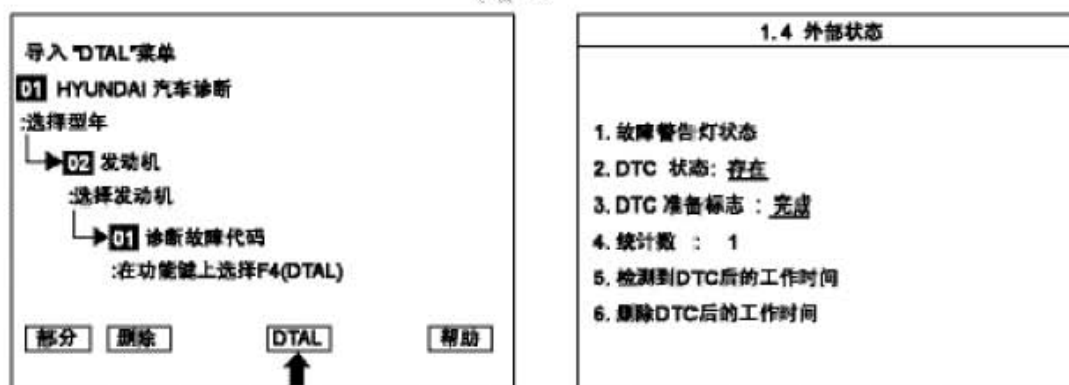 导入 "DTAL"菜单
01 HYUNDAI 汽车诊断
:选择型年
02 发动机
:选择发动机
01 诊断故障代码
:在功能键上选择F4(DTAL)
部分 删除 DTAL 帮助
1.4 外部状态
1. 故障警告灯状态
2. DTC 状态: 存在
3. DTC 准备标志 : 完成
4. 统计数 : 1
5. 检测到DTC后的工作时间
6. 删除DTC后的工作时间